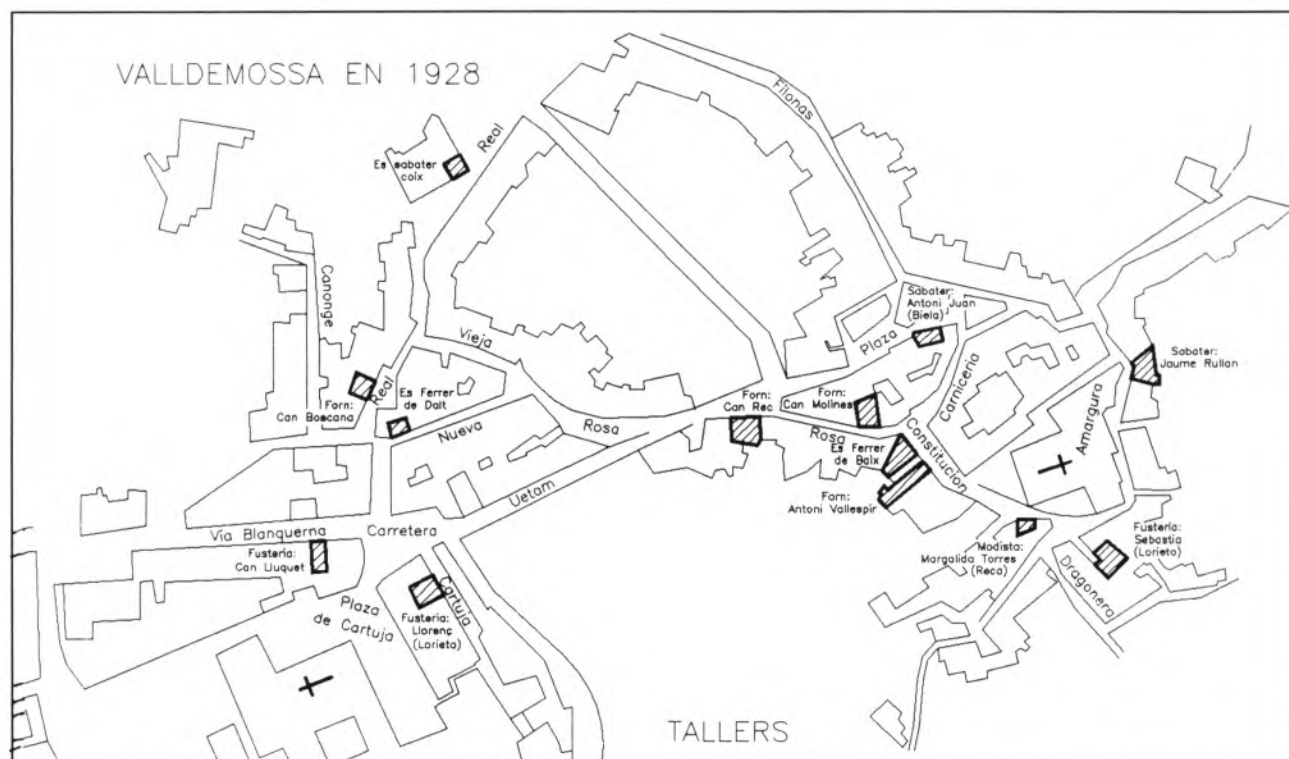 VALLDEMOSSA EN 1928
Filonas
Real
Es sabater
coix
Canonge
Sabater:
Antoni Juan
(Biela)
Plaza
Vieja
Sabater:
Jaume Rullan
Real
Forn:
Can Boscana
Es Ferrer
de Dalt
Forn:
Can Rec
Forn:
Can Molines
Carniceria
Nueva
Rosa
Rosa
Constitucion
Amargura
Es Ferrer
de Baix
Uetam
Forn:
Antoni Vallespir
Via Blanquerna
Carretera
Fusteria:
Can Lluquet
Modista:
Margalida Torres
(Reca)
Fusteria:
Sebastia
(Lorieto)
Dragonera
Plaza
de Cartuja
Cartuja
Fusteria:
Llorenç
(Lorieto)
TALLERS